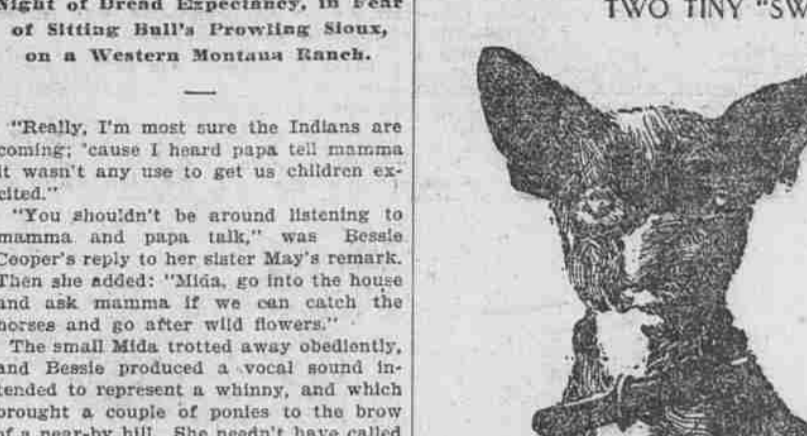 Night of Dread Expectancy, in Fear
of Sitting Bull's Prowling Sioux,
on a Western Montana Ranch.
"Really, I'm most sure the Indians are
coming; 'cause I heard papa tell mamma
it wasn't any use to get us children ex-
cited."
"You shouldn't be around listening to
mamma and papa talk," was Bessie
Cooper's reply to her sister May's remark.
Then she added: "Mida, go into the house
and ask mamma if we can catch the
horses and go after wild flowers."
The small Mida trotted away obediently,
and Bessie produced a vocal sound in-
tended to represent a whinny, and which
brought a couple of ponies to the brow
of a near-by hill. She needn't have called
TWO TINY "SW